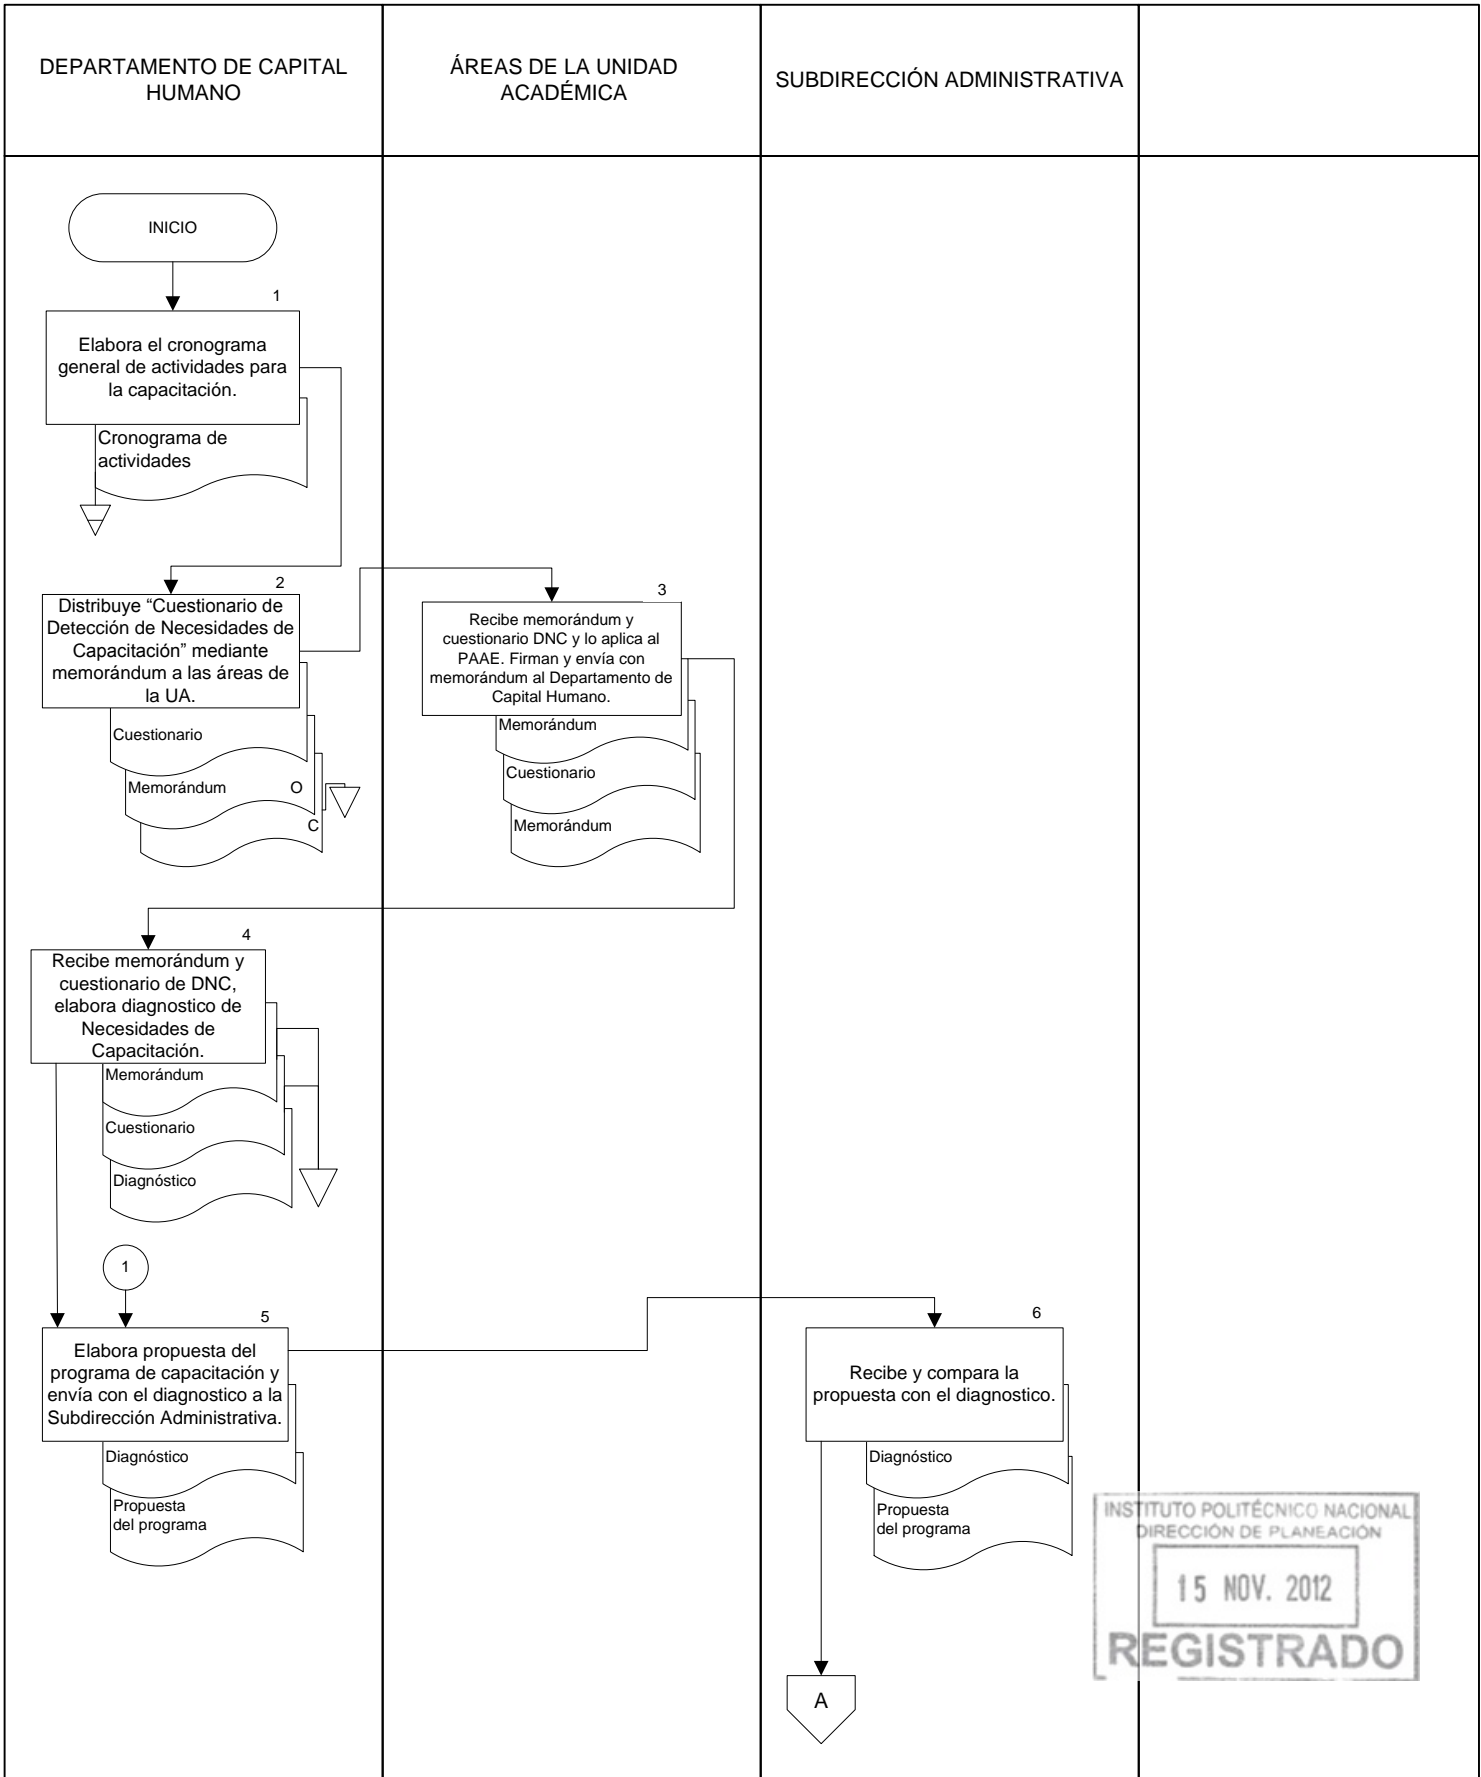 DEPARTAMENTO DE CAPITAL
HUMANO
ÁREAS DE LA UNIDAD
ACADÉMICA
SUBDIRECCIÓN ADMINISTRATIVA
INICIO
1
Elabora el cronograma
general de actividades para
la capacitación.
Cronograma de
actividades
2
Distribuye “Cuestionario de
Detección de Necesidades de
Capacitación” mediante
memorándum a las áreas de
la UA.
Cuestionario
Memorándum O
C
3
Recibe memorándum y
cuestionario DNC y lo aplica al
PAAE. Firman y envía con
memorándum al Departamento de
Capital Humano.
Memorándum
Cuestionario
Memorándum
4
Recibe memorándum y
cuestionario de DNC,
elabora diagnostico de
Necesidades de
Capacitación.
Memorándum
Cuestionario
Diagnóstico
1
5
Elabora propuesta del
programa de capacitación y
envía con el diagnostico a la
Subdirección Administrativa.
Diagnóstico
Propuesta
del programa
6
Recibe y compara la
propuesta con el diagnostico.
Diagnóstico
Propuesta
del programa
A
INSTITUTO POLITÉCNICO NACIONAL
DIRECCIÓN DE PLANEACIÓN
15 NOV. 2012
REGISTRADO